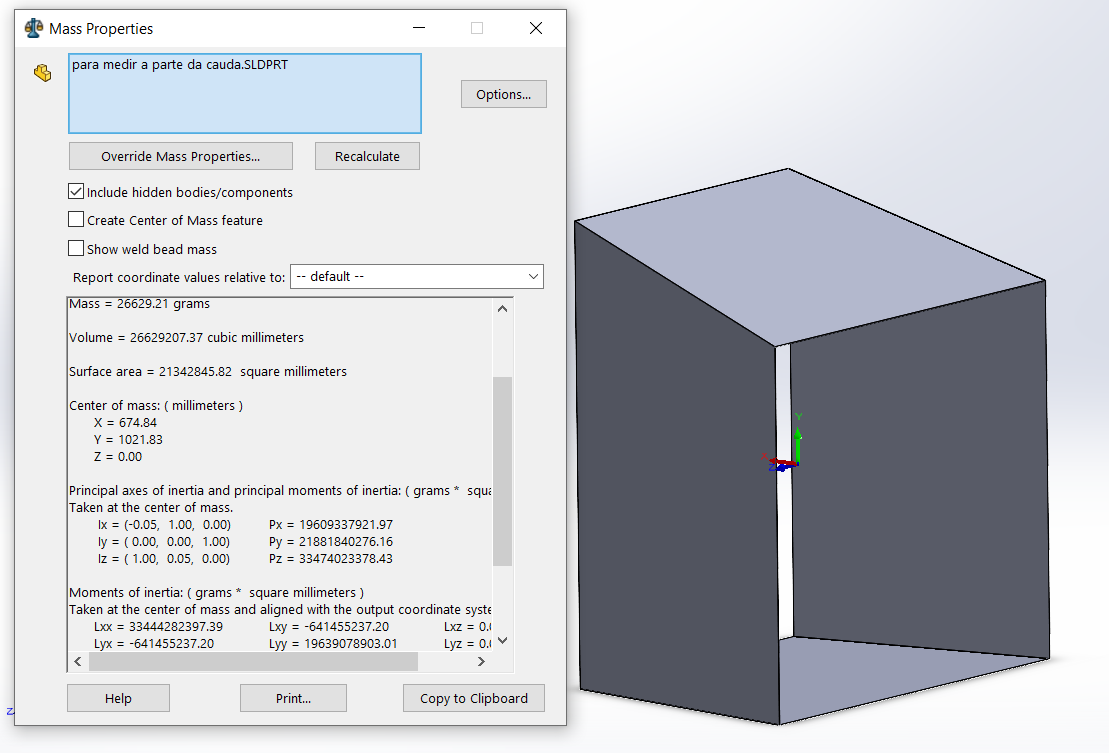 Mass Properties
para medir a parte da cauda.SLDPRT
Options...
Override Mass Properties...
Recalculate
Include hidden bodies/components
Create Center of Mass feature
Show weld bead mass
Report coordinate values relative to: -- default --
Mass = 26629.21 grams
Volume = 26629207.37 cubic millimeters
Surface area = 21342845.82 square millimeters
Center of mass: ( millimeters )
X = 674.84
Y = 1021.83
Z = 0.00
Principal axes of inertia and principal moments of inertia: ( grams * squa
Taken at the center of mass.
Ix = (-0.05, 1.00, 0.00) Px = 19609337921.97
Iy = ( 0.00, 0.00, 1.00) Py = 21881840276.16
Iz = ( 1.00, 0.05, 0.00) Pz = 33474023378.43
Moments of inertia: ( grams * square millimeters )
Taken at the center of mass and aligned with the output coordinate syste
Lxx = 33444282397.39 Lxy = -641455237.20 Lxz = 0.0
Lyx = -641455237.20 Lyy = 19639078903.01 Lyz = 0.0
Help
Print...
Copy to Clipboard
Y
X
Z
Z